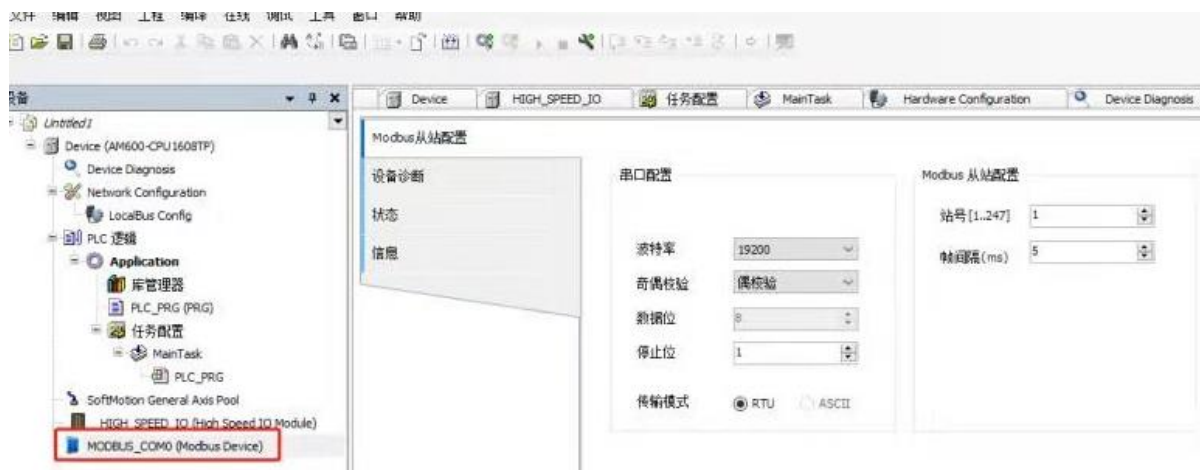 文件 编辑 视图 工程 编译 在线 调试 工具 窗口 帮助
设备
Device HIGH_SPEED_IO 任务配置 MainTask Hardware Configuration Device Diagnosis
Untitled1
Device (AM600-CPU1608TP)
Device Diagnosis
Network Configuration
LocalBus Config
PLC 逻辑
Application
库管理器
PLC_PRG (PRG)
任务配置
MainTask
PLC_PRG
SoftMotion General Axis Pool
HIGH_SPEED_IO (High Speed IO Module)
MODBUS_COM0 (Modbus Device)
Modbus从站配置
设备诊断
状态
信息
串口配置
波特率 19200
奇偶校验 偶校验
数据位 8
停止位 1
传输模式 RTU ASCII
Modbus 从站配置
站号[1..247] 1
帧间隔(ms) 5